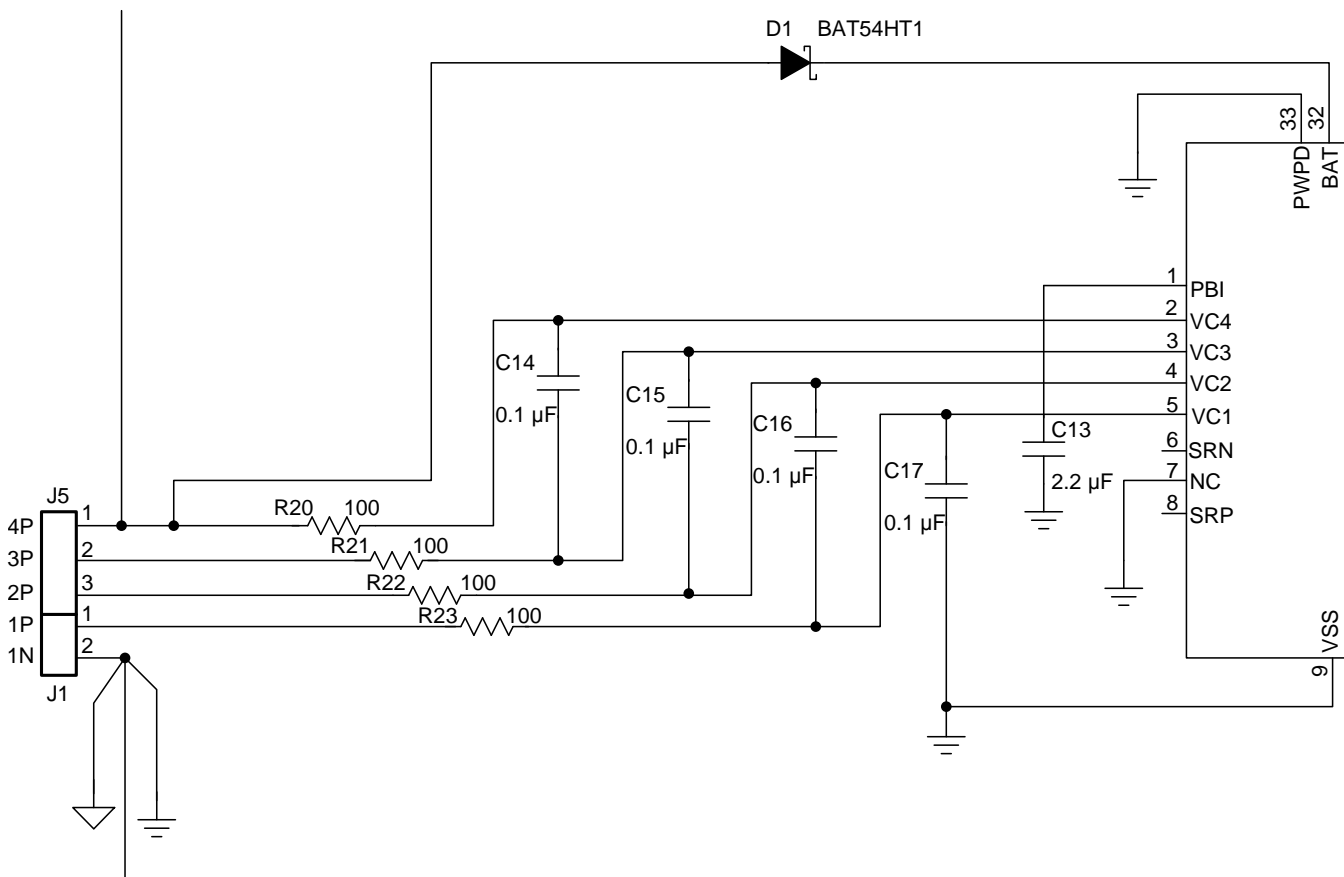 D1 BAT54HT1
33
32
PWPD
BAT
1 PBI
2 VC4
3 VC3
C14
4 VC2
C15
0.1 µF
5 VC1
C16
C13
0.1 µF
6 SRN
C17
0.1 µF
2.2 µF
7 NC
J5
R20 100
0.1 µF
8 SRP
4P 1
R21 100
3P 2
R22 100
2P 3
R23 100
1P 1
1N 2
VSS
9
J1